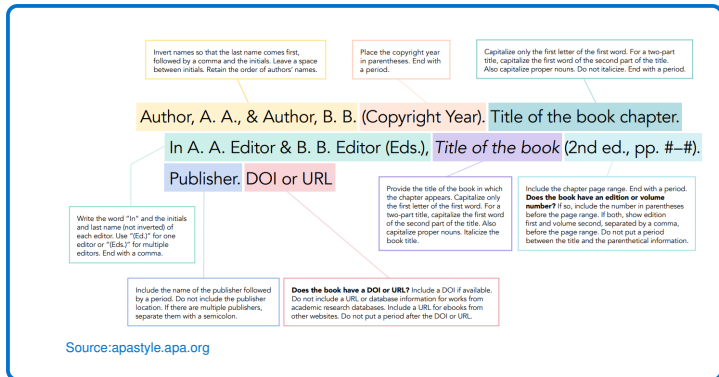 Invert names so that the last name comes first,
followed by a comma and the initials. Leave a space
between initials. Retain the order of authors' names.
Place the copyright year
in parentheses. End with
a period.
Capitalize only the first letter of the first word. For a two-part
title, capitalize the first word of the second part of the title.
Also capitalize proper nouns. Do not italicize. End with a period.
Author, A. A., & Author, B. B. (Copyright Year). Title of the book chapter.
In A. A. Editor & B. B. Editor (Eds.), Title of the book (2nd ed., pp. #–#).
Publisher. DOI or URL
Write the word "In" and the initials
and last name (not inverted) of
each editor. Use "(Ed.)" for one
editor or "(Eds.)" for multiple
editors. End with a comma.
Provide the title of the book in which
the chapter appears. Capitalize only
the first letter of the first word. For a
two-part title, capitalize the first word
of the second part of the title. Also
capitalize proper nouns. Italicize the
book title.
Include the chapter page range. End with a period.
Does the book have an edition or volume
number? If so, include the number in parentheses
before the page range. If both, show edition
first and volume second, separated by a comma,
before the page range. Do not put a period
between the title and the parenthetical information.
Include the name of the publisher followed
by a period. Do not include the publisher
location. If there are multiple publishers,
separate them with a semicolon.
Does the book have a DOI or URL? Include a DOI if available.
Do not include a URL or database information for works from
academic research databases. Include a URL for ebooks from
other websites. Do not put a period after the DOI or URL.
Source:apastyle.apa.org